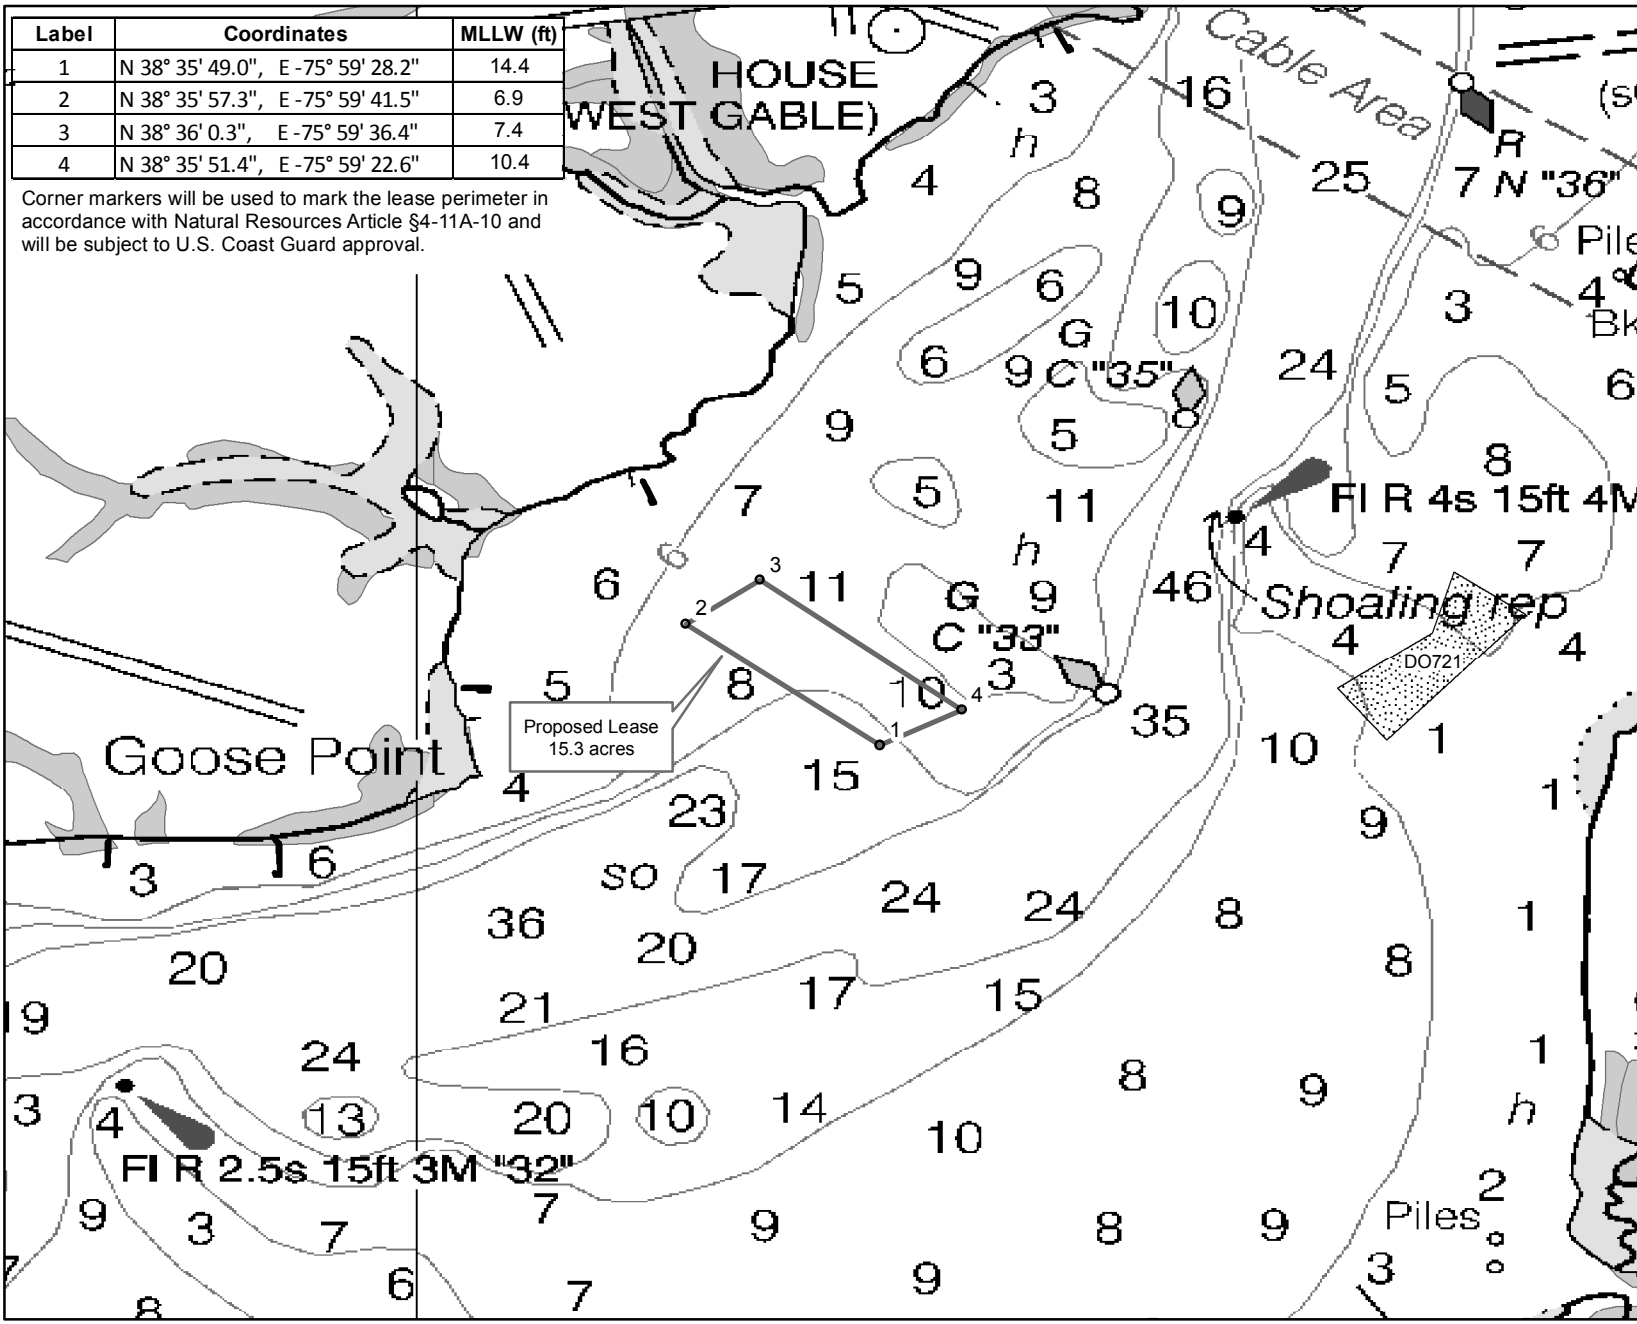 Label Coordinates MLLW (ft)
1 N 38° 35' 49.0", E -75° 59' 28.2" 14.4
2 N 38° 35' 57.3", E -75° 59' 41.5" 6.9
3 N 38° 36' 0.3", E -75° 59' 36.4" 7.4
4 N 38° 35' 51.4", E -75° 59' 22.6" 10.4
Corner markers will be used to mark the lease perimeter in
accordance with Natural Resources Article §4-11A-10 and
will be subject to U.S. Coast Guard approval.
HOUSE
WEST GABLE)
Cable Area
3 16
h
R
4 8 25 7 N "36"
9
6 Pile
5 9 6 10 3 4
G Bk
6 9 C "35" 24 5 6
9 5
8
7 5 11 Fl R 4s 15ft 4M
4 7 7
h
3
6 11 G 9 46 Shoaling rep
2
C "33" 4 4
DO721
5 8 10 3
4
1
35 10 1
Proposed Lease
15.3 acres
Goose Point
4 15 1
23 9
3 6 so 17
24 24 8 1
36
20 20 8
21 17 15
19
24 16 1
8 9
3 4 13 20 10 14 h
10
Fl R 2.5s 15ft 3M "32"
7 2
9 3 7 9 8 9 Piles
6 7 9 3
7
8